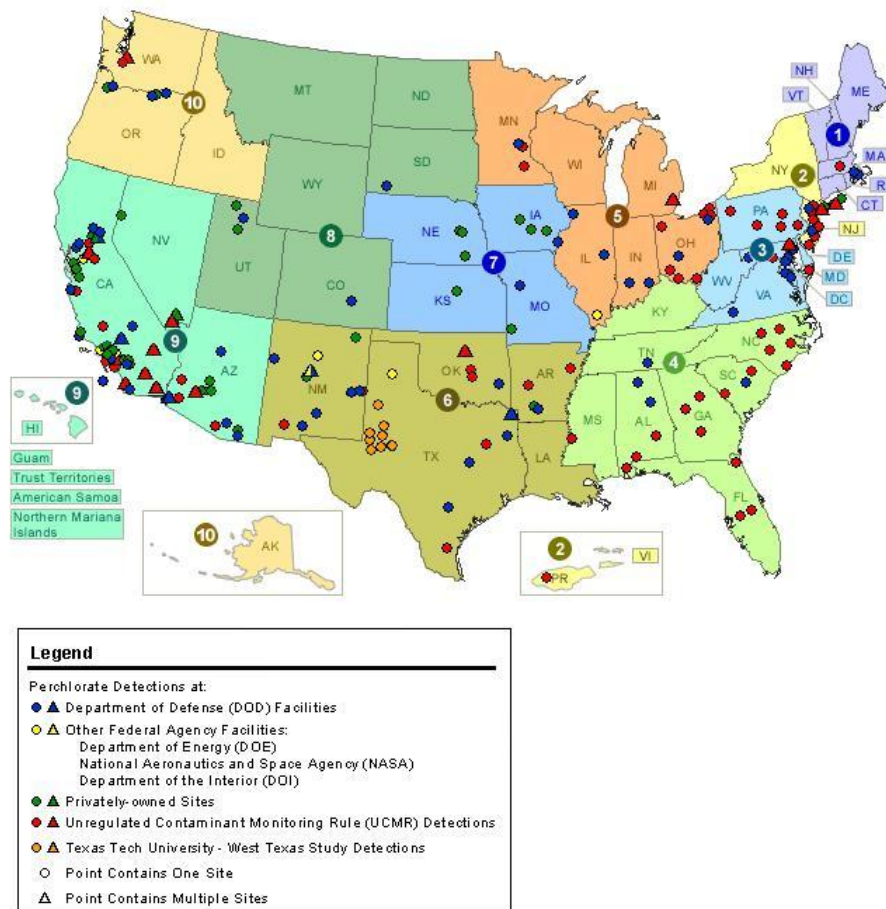 NH
ME
VT
WA
MT
ND
MN
10
1
OR
ID
SD
WI
MI
NY
2
MA
R
CT
WY
5
PA
NJ
NV
8
NE
IA
IL
IN
OH
3
DE
UT
CO
7
WV
MD
CA
KS
MO
VA
DC
KY
9
AZ
NM
OK
AR
TN
4
NC
SC
9
6
MS
AL
GA
HI
TX
LA
Guam
Trust Territories
American Samoa
FL
Northern Mariana
Islands
10
AK
2
VI
PR
Legend
Perchlorate Detections at:
Department of Defense (DOD) Facilities
Other Federal Agency Facilities:
Department of Energy (DOE)
National Aeronautics and Space Agency (NASA)
Department of the Interior (DOI)
Privately-owned Sites
Unregulated Contaminant Monitoring Rule (UCMR) Detections
Texas Tech University - West Texas Study Detections
Point Contains One Site
Point Contains Multiple Sites